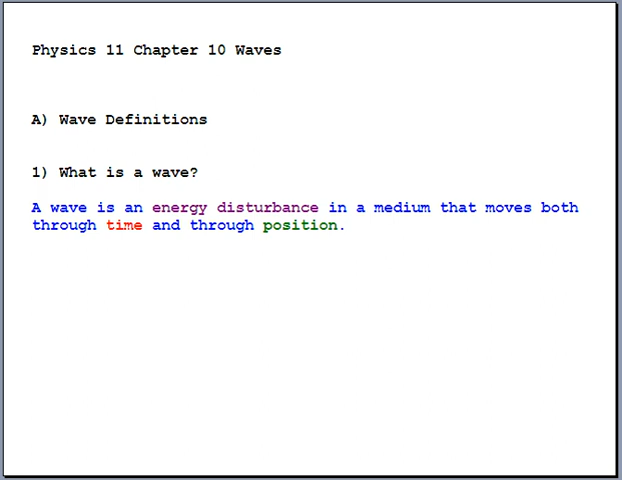 Physics 11 Chapter 10 Waves
A) Wave Definitions
1) What is a wave?
A wave is an energy disturbance in a medium that moves both
through time and through position.